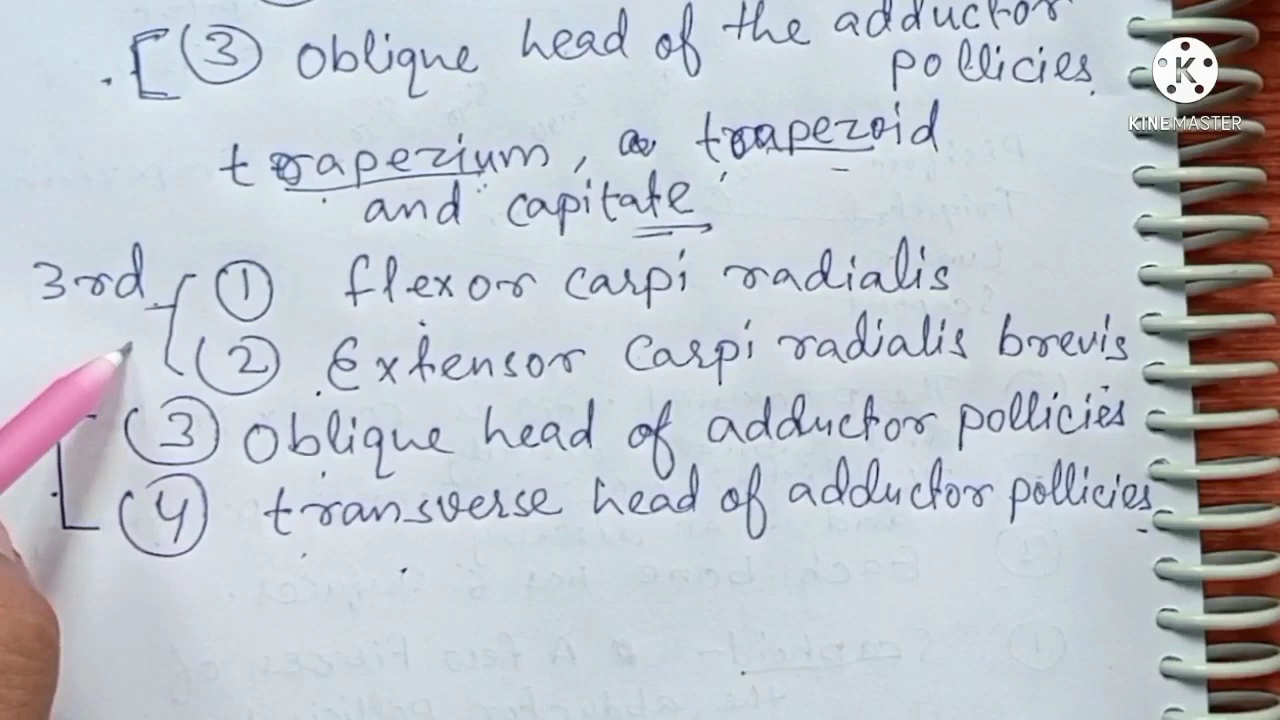 (3) Oblique head of the adductor
pollicies.
trapezium, trapezoid
and capitate
3rd (1) flexor carpi radialis
(2) Extensor carpi radialis brevis
(3) Oblique head of adductor pollicies
(4) transverse head of adductor pollicies
K
KINEMASTER